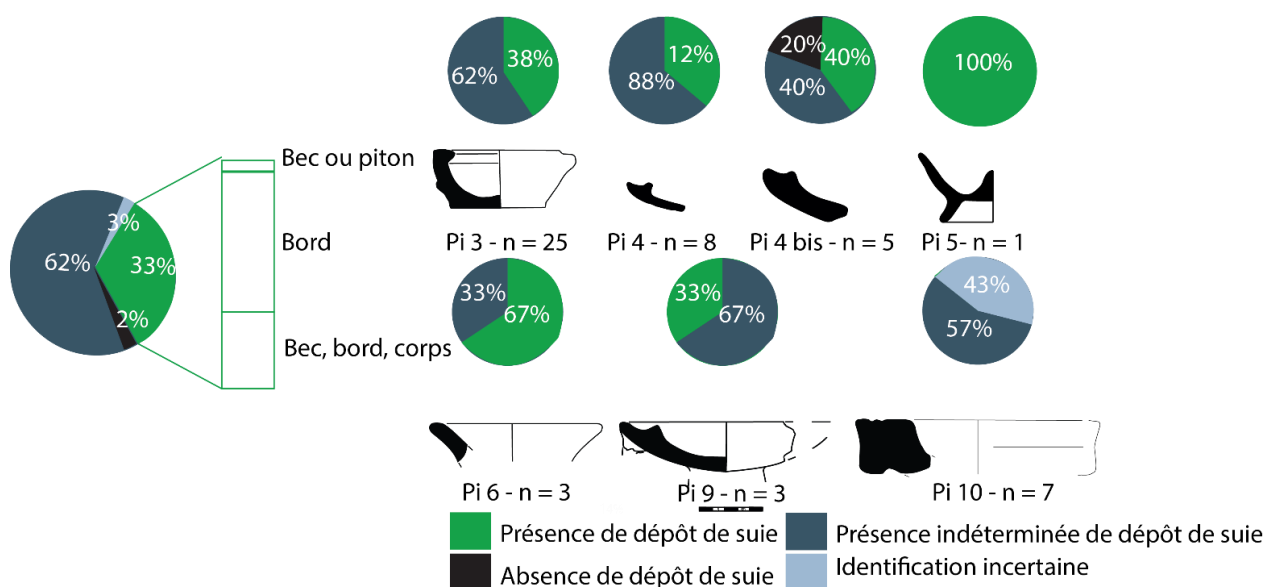 38%
62%
12%
88%
20%
40%
40%
100%
Bec ou piton
Bord
Bec, bord, corps
3%
62%
33%
2%
Pi 3 - n = 25
Pi 4 - n = 8
Pi 4 bis - n = 5
Pi 5- n = 1
33%
67%
33%
67%
43%
57%
Pi 6 - n = 3
Pi 9 - n = 3
Pi 10 - n = 7
Présence de dépôt de suie
Présence indéterminée de dépôt de suie
Absence de dépôt de suie
Identification incertaine